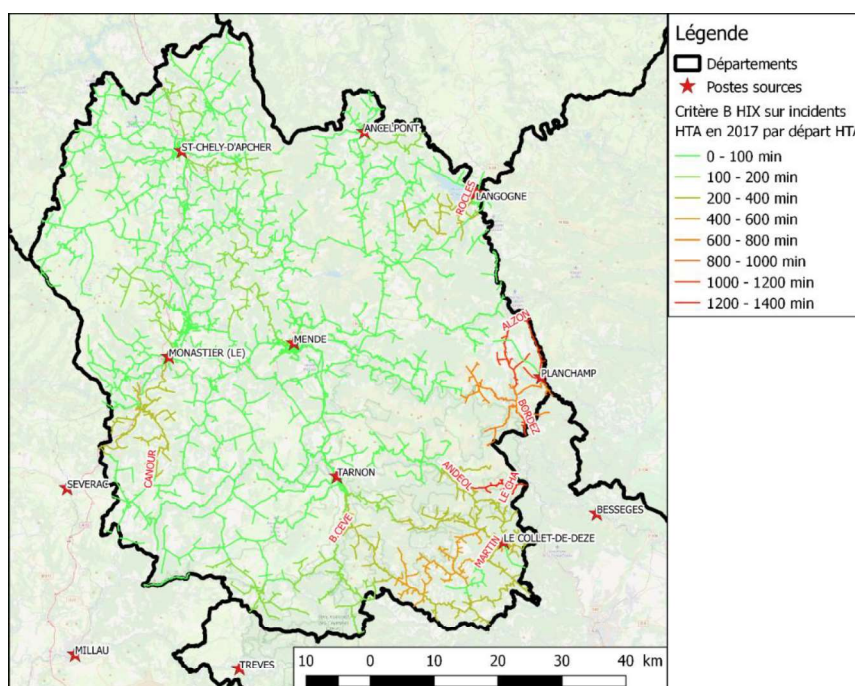 Légende
Départements
Postes sources
Critère B HIX sur incidents
HTA en 2017 par départ HTA
0 - 100 min
100 - 200 min
200 - 400 min
400 - 600 min
600 - 800 min
800 - 1000 min
1000 - 1200 min
1200 - 1400 min
ANCELPONT
ST-CHELY-D'APCHER
ROCLES
LANGOGNE
ALZON
MENDE
MONASTIER (LE)
PLANCHAMP
BORDEZ
CANOUR
ANDEOL
TARNON
LE CHA
SEVERAC
BESSEGES
B.CEVE
MARTIN
LE COLLET-DE-DEZE
MILLAU
TREVES
10 0 10 20 30 40 km